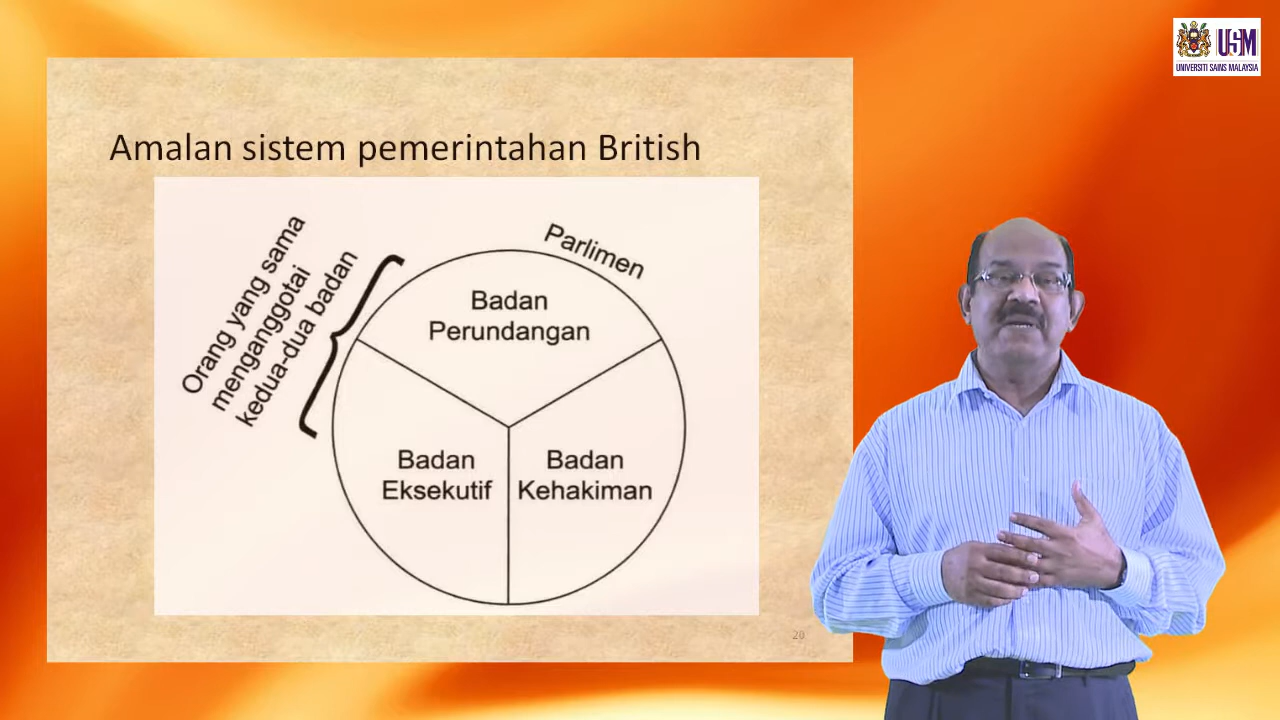 USM
UNIVERSITI SAINS MALAYSIA
Amalan sistem pemerintahan British
Orang yang sama
menganggotai
kedua-dua badan
Parlimen
Badan
Perundangan
Badan
Eksekutif
Badan
Kehakiman
20